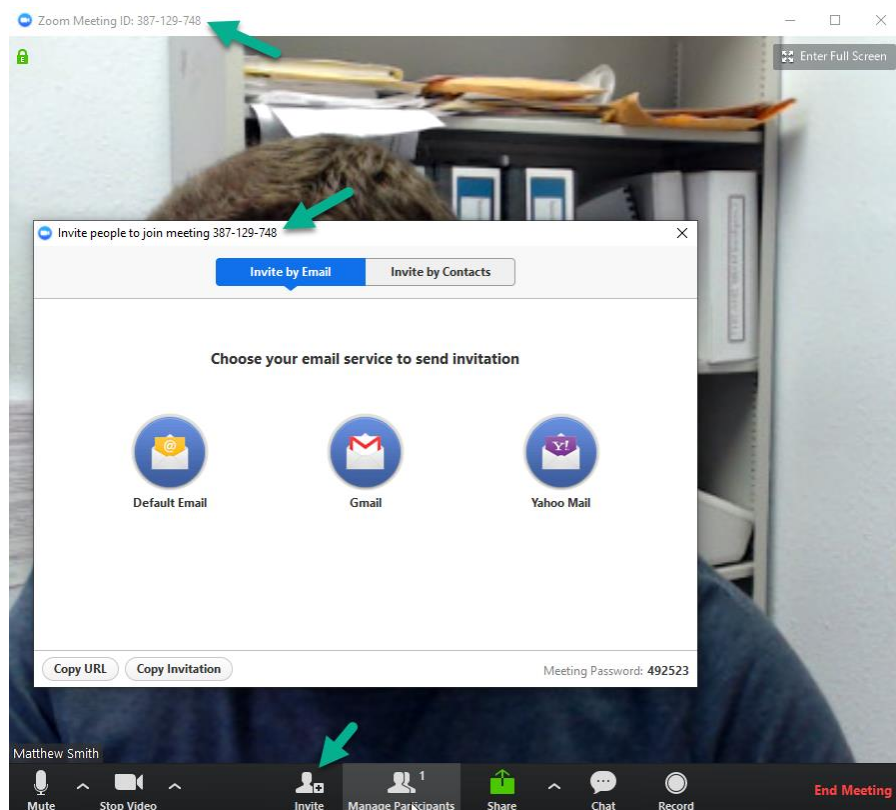 Zoom Meeting ID: 387-129-748
E
Enter Full Screen
Invite people to join meeting 387-129-748
Invite by Email
Invite by Contacts
Choose your email service to send invitation
@
Y!
Default Email
Gmail
Yahoo Mail
Copy URL
Copy Invitation
Meeting Password: 492523
Matthew Smith
1
Mute
Stop Video
Invite
Manage Participants
Share
Chat
Record
End Meeting